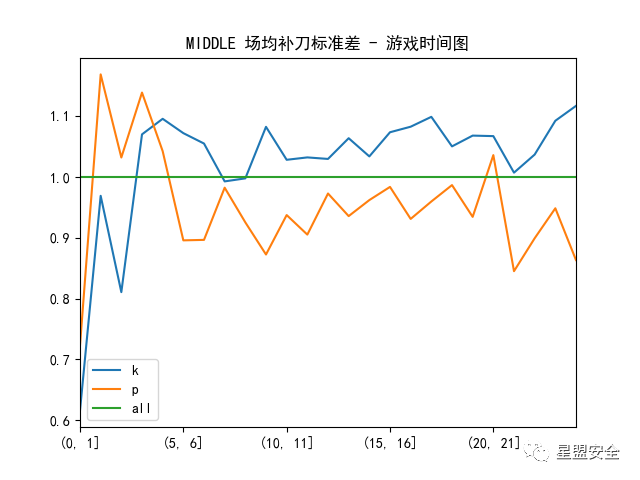 MIDDLE 场均补刀标准差 - 游戏时间图
1.1
1.0
0.9
0.8
0.7
0.6
k
p
all
(0, 1] (5, 6] (10, 11] (15, 16] (20, 21]
星盟安全